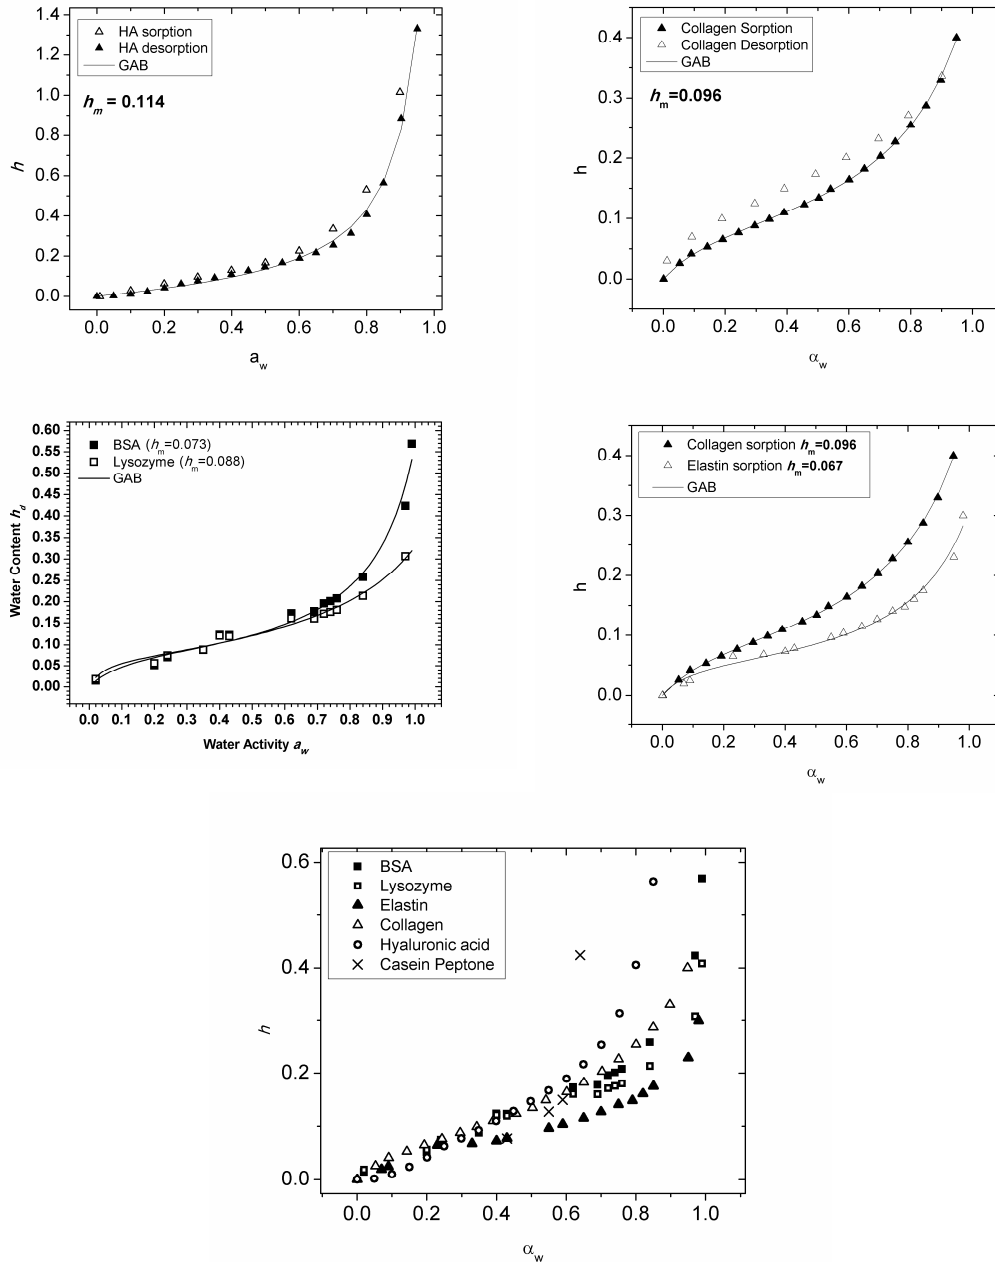 1.4
1.2
1.0
0.8
0.6
0.4
0.2
0.0
h
HA sorption
HA desorption
GAB
h_m = 0.114
0.0 0.2 0.4 0.6 0.8 1.0
a_w
0.4
0.3
0.2
0.1
0.0
h
Collagen Sorption
Collagen Desorption
GAB
h_m=0.096
0.0 0.2 0.4 0.6 0.8 1.0
α_w
0.60
0.55
0.50
0.45
0.40
0.35
0.30
0.25
0.20
0.15
0.10
0.05
0.00
Water Content h_d
BSA (h_m=0.073)
Lysozyme (h_m=0.088)
GAB
0.0 0.1 0.2 0.3 0.4 0.5 0.6 0.7 0.8 0.9 1.0
Water Activity a_w
0.4
0.3
0.2
0.1
0.0
h
Collagen sorption h_m=0.096
Elastin sorption h_m=0.067
GAB
0.0 0.2 0.4 0.6 0.8 1.0
α_w
0.6
0.4
0.2
0.0
h
BSA
Lysozyme
Elastin
Collagen
Hyaluronic acid
Casein Peptone
0.0 0.2 0.4 0.6 0.8 1.0
α_w